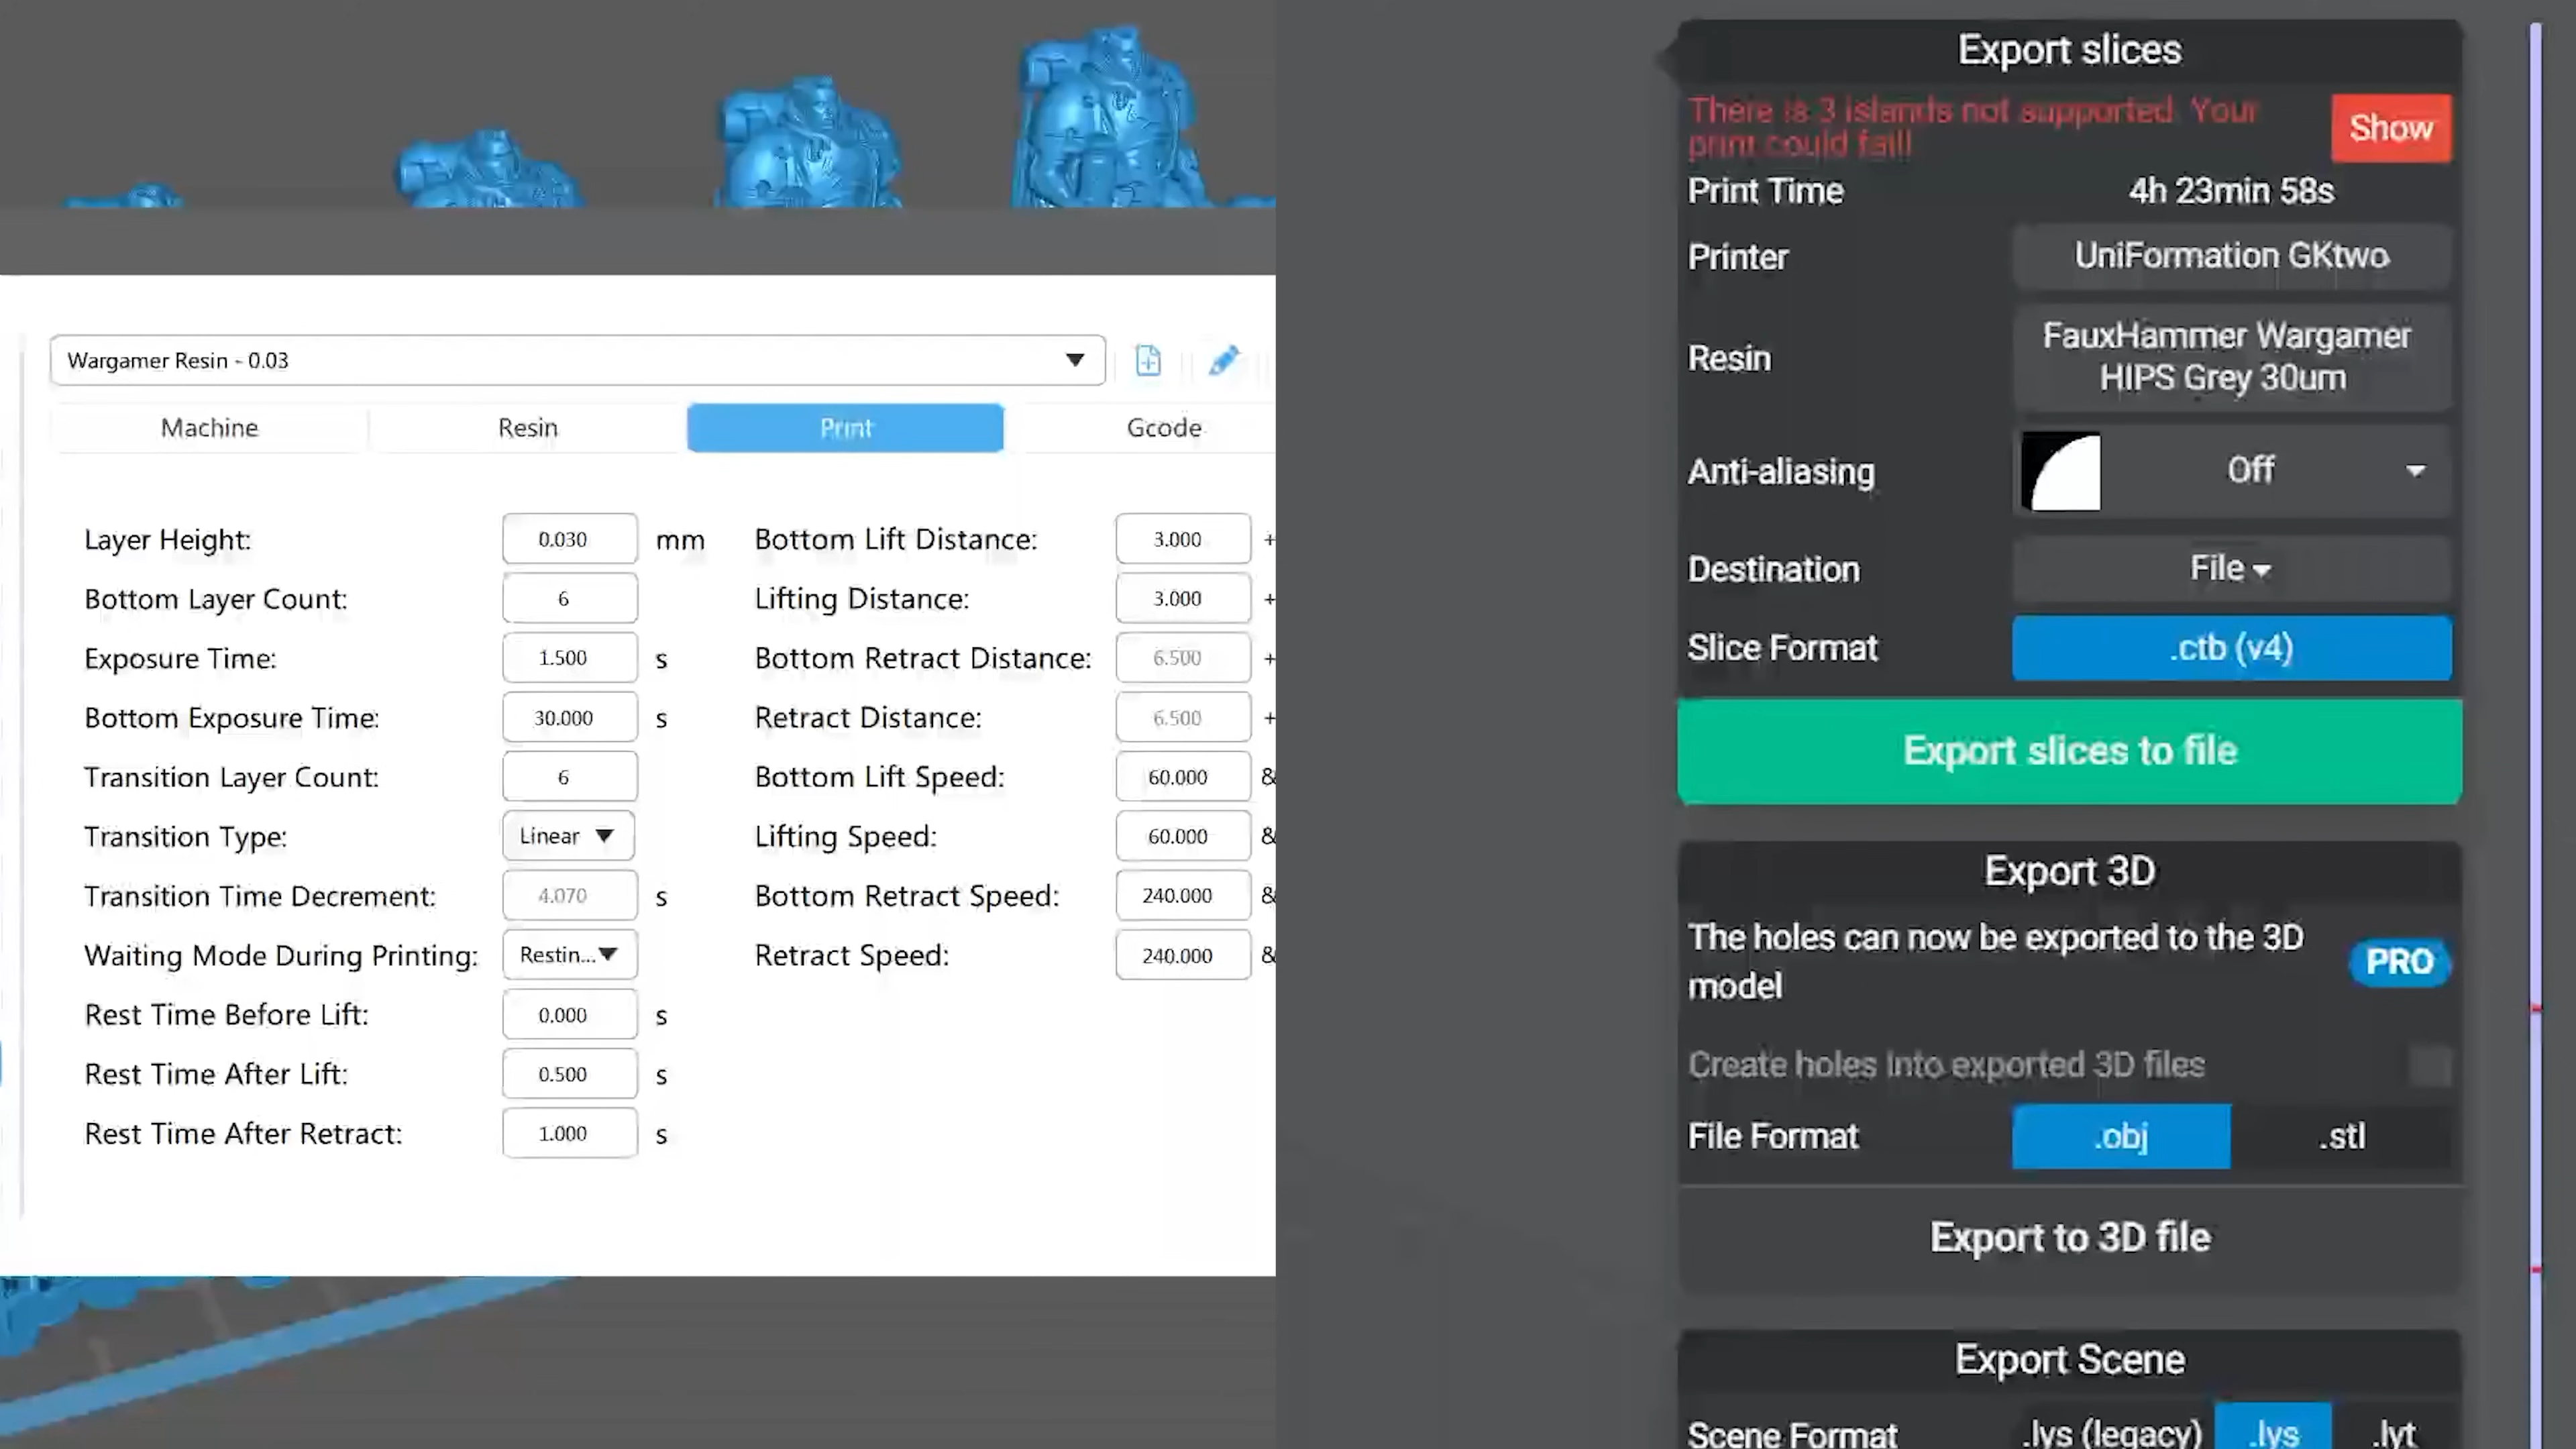 Wargamer Resin - 0.03
Machine
Resin
Print
Gcode
Layer Height: 0.030 mm
Bottom Lift Distance: 3.000 +
Bottom Layer Count: 6
Lifting Distance: 3.000 +
Exposure Time: 1.500 s
Bottom Retract Distance: 6.500 +
Bottom Exposure Time: 30.000 s
Retract Distance: 6.500 +
Transition Layer Count: 6
Bottom Lift Speed: 60.000 &
Transition Type: Linear
Lifting Speed: 60.000 &
Transition Time Decrement: 4.070 s
Bottom Retract Speed: 240.000 &
Waiting Mode During Printing: Restin...
Retract Speed: 240.000 &
Rest Time Before Lift: 0.000 s
Rest Time After Lift: 0.500 s
Rest Time After Retract: 1.000 s
Export slices
There is 3 islands not supported. Your
print could fail!
Show
Print Time 4h 23min 58s
Printer UniFormation GKtwo
Resin
FauxHammer Wargamer
HIPS Grey 30um
Anti-aliasing Off
Destination File
Slice Format .ctb (v4)
Export slices to file
Export 3D
The holes can now be exported to the 3D
model
PRO
Create holes into exported 3D files
File Format .obj .stl
Export to 3D file
Export Scene
Scene Format .lys (legacy) .lys .lyt